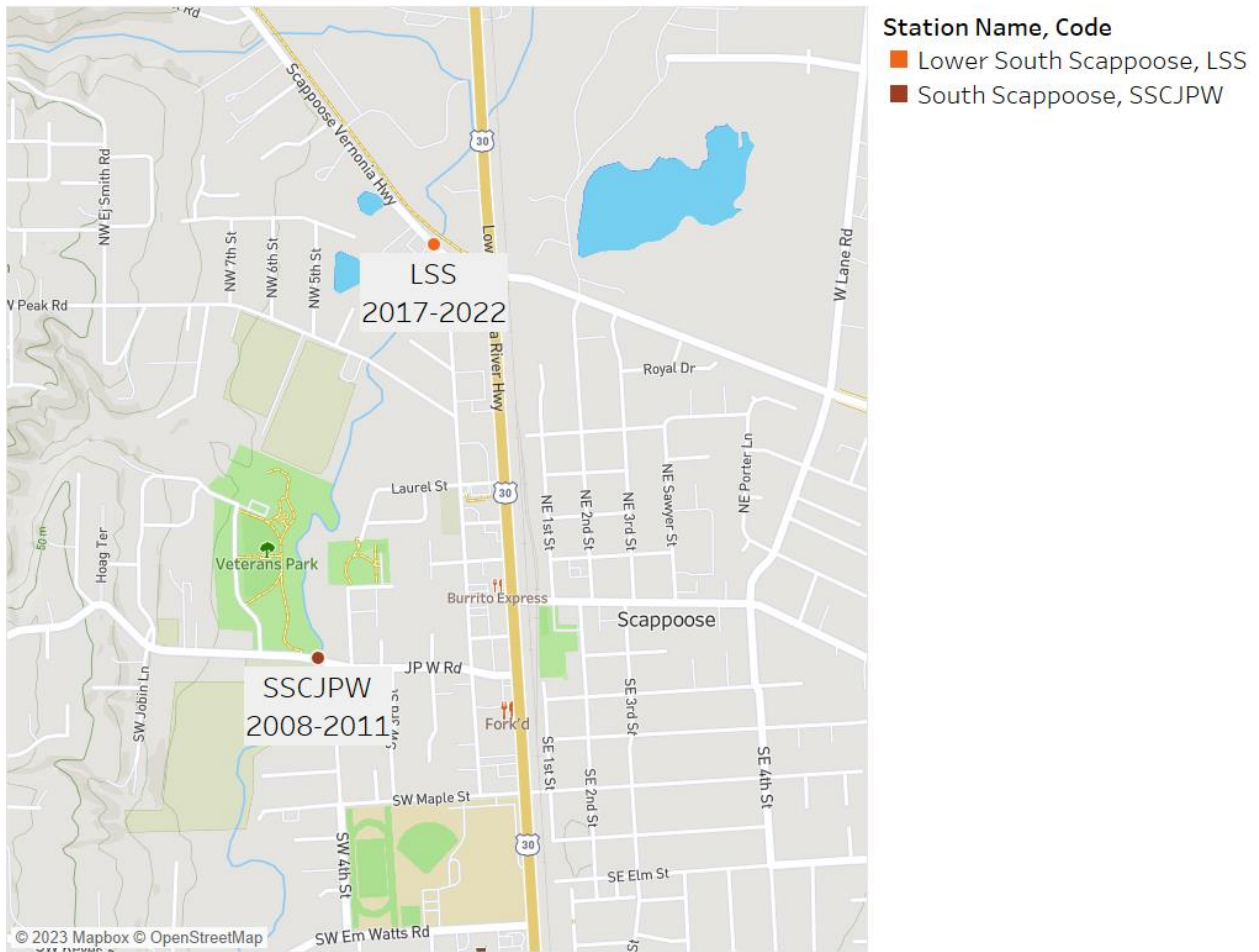 Station Name, Code
Lower South Scappoose, LSS
South Scappoose, SSCJPW
Scappoose Vernonia Hwy
30
NW Ej Smith Rd
NW 7th St
NW 6th St
NW 5th St
LSS
2017-2022
W Lane Rd
W Peak Rd
a River Hwy
Royal Dr
NE Porter Ln
NE Sawyer St
Laurel St
30
NE 1st St
NE 2nd St
NE 3rd St
50 m
Hoag Ter
Veterans Park
Burrito Express
Scappoose
JP W Rd
SSCJPW
2008-2011
SW Jobin Ln
Fork'd
SE 1st St
SE 2nd St
SE 3rd St
SE 4th St
SW Maple St
SW 4th St
30
SE Elm St
SW Em Watts Rd
© 2023 Mapbox © OpenStreetMap